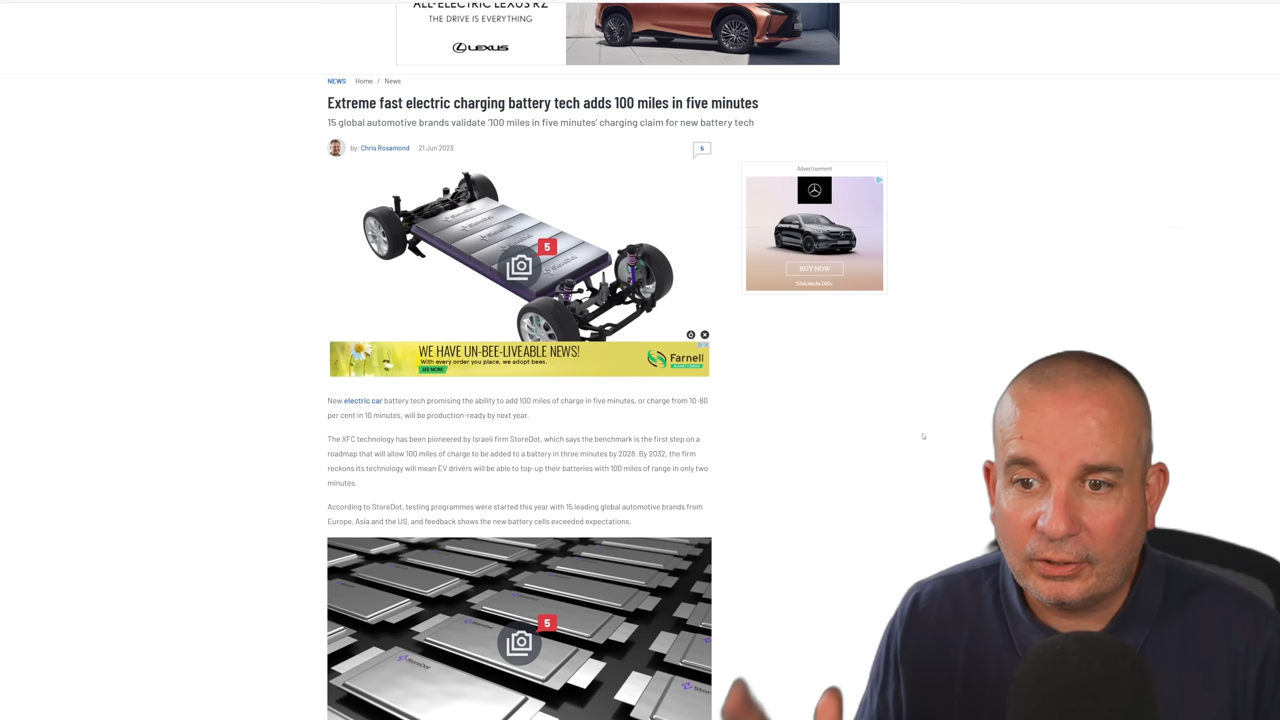 ALL-ELECTRIC LEXUS RZ
THE DRIVE IS EVERYTHING
LEXUS
NEWS Home / News
Extreme fast electric charging battery tech adds 100 miles in five minutes
15 global automotive brands validate '100 miles in five minutes' charging claim for new battery tech
by: Chris Rosamond 21 Jun 2023
5
Advertisement
5
BUY NOW
WE HAVE UN-BEE-LIVEABLE NEWS!
With every order you place, we adopt bees.
SEE MORE
Farnell
New electric car battery tech promising the ability to add 100 miles of charge in five minutes, or charge from 10-80
per cent in 10 minutes, will be production-ready by next year.
The XFC technology has been pioneered by Israeli firm StoreDot, which says the benchmark is the first step on a
roadmap that will allow 100 miles of charge to be added to a battery in three minutes by 2028. By 2032, the firm
reckons its technology will mean EV drivers will be able to top-up their batteries with 100 miles of range in only two
minutes.
According to StoreDot, testing programmes were started this year with 15 leading global automotive brands from
Europe, Asia and the US, and feedback shows the new battery cells exceeded expectations.
5
StoreDot
StoreDot